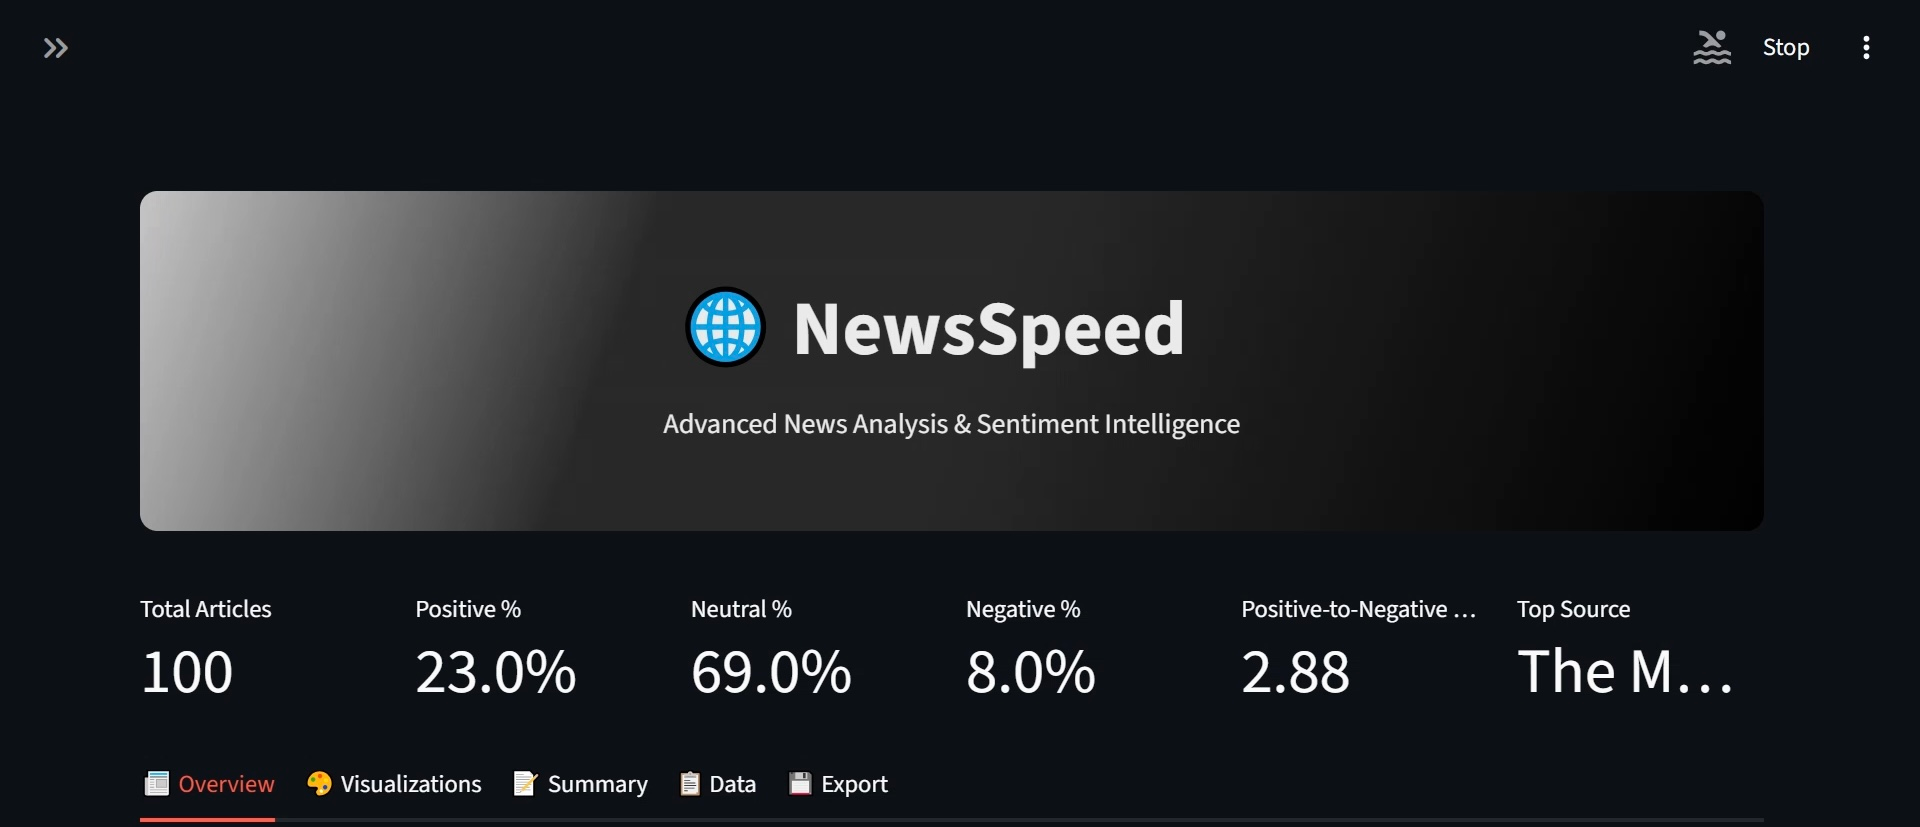 Stop
NewsSpeed
Advanced News Analysis & Sentiment Intelligence
Total Articles
100
Positive %
23.0%
Neutral %
69.0%
Negative %
8.0%
Positive-to-Negative …
2.88
Top Source
The M…
Overview Visualizations Summary Data Export